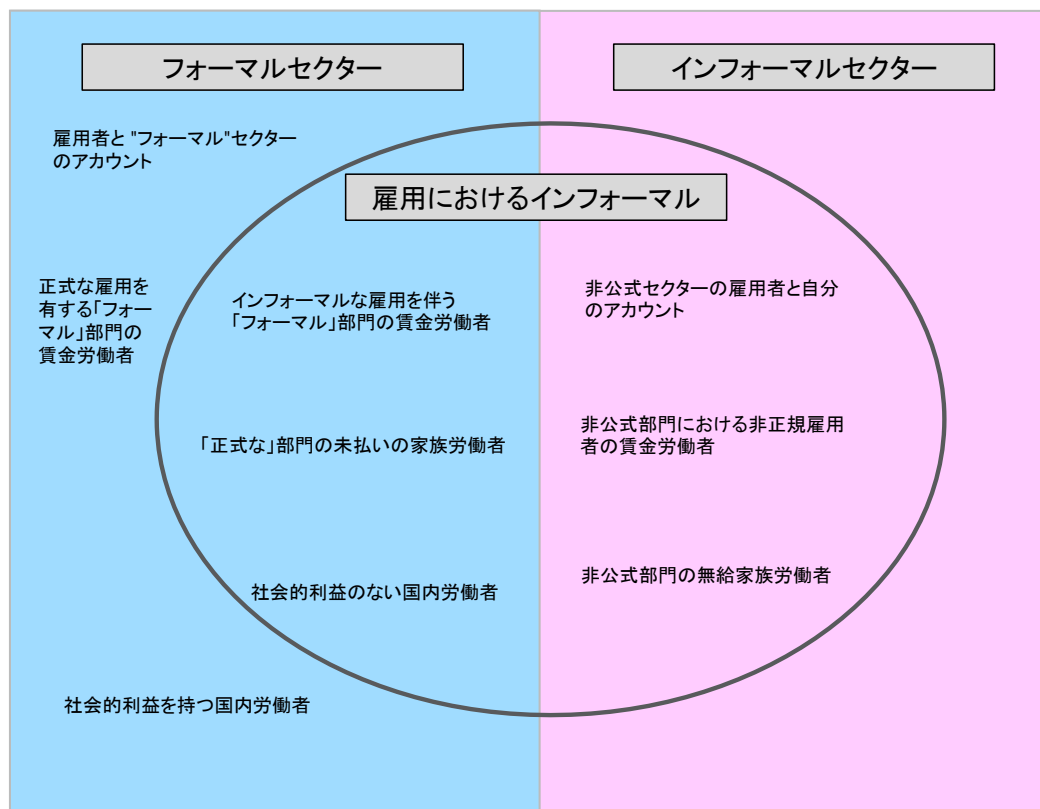 フォーマルセクター
インフォーマルセクター
雇用者と "フォーマル"セクター
のアカウント
雇用におけるインフォーマル
正式な雇用を
有する「フォー
マル」部門の
賃金労働者
インフォーマルな雇用を伴う
「フォーマル」部門の賃金労働者
非公式セクターの雇用者と自分
のアカウント
「正式な」部門の未払いの家族労働者
非公式部門における非正規雇用
者の賃金労働者
社会的利益のない国内労働者
非公式部門の無給家族労働者
社会的利益を持つ国内労働者